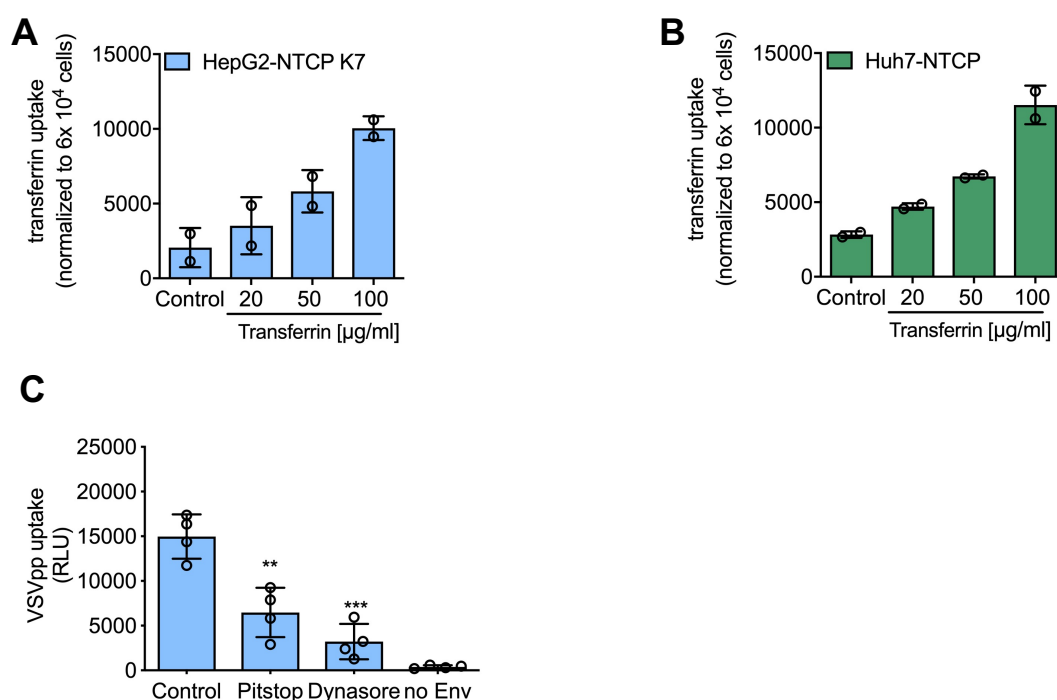 A
transferrin uptake
(normalized to 6x 10⁴ cells)
HepG2-NTCP K7
15000
10000
5000
0
Control 20 50 100
Transferrin [µg/ml]
B
transferrin uptake
(normalized to 6x 10⁴ cells)
Huh7-NTCP
15000
10000
5000
0
Control 20 50 100
Transferrin [µg/ml]
C
VSVpp uptake
(RLU)
25000
20000
15000
10000
5000
0
**
***
Control Pitstop Dynasore no Env